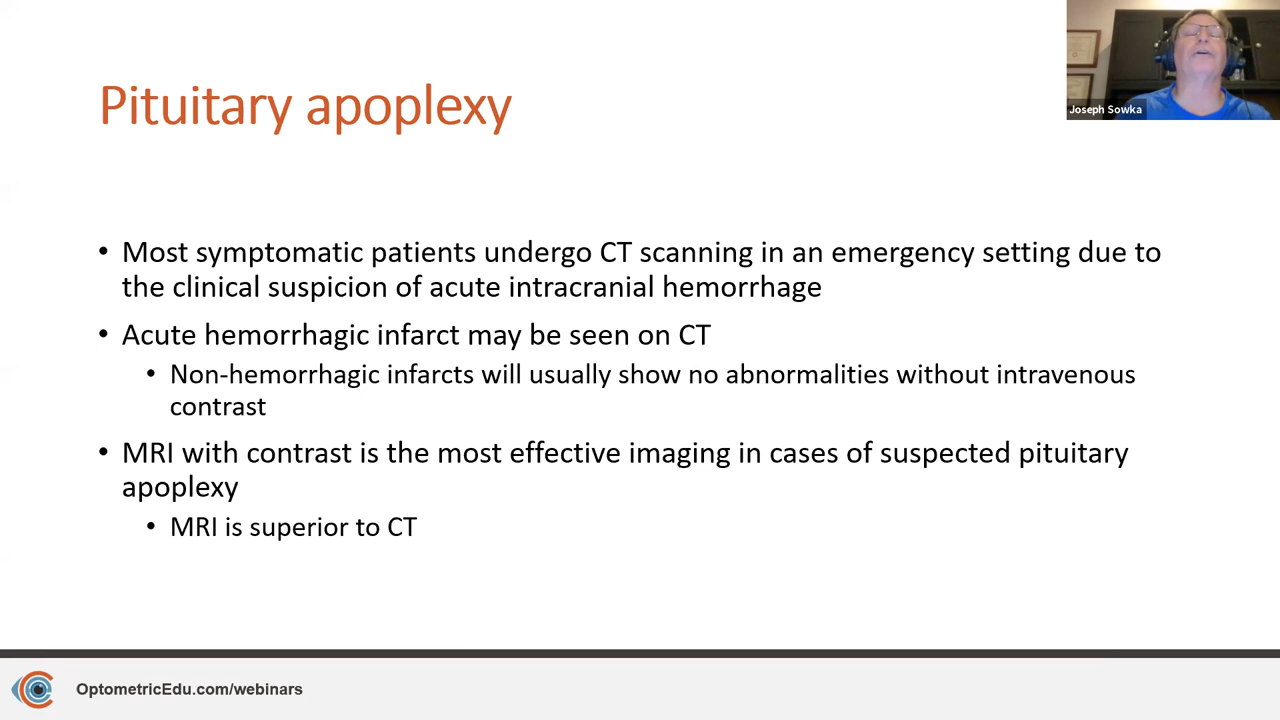 Pituitary apoplexy
Joseph Sowka
• Most symptomatic patients undergo CT scanning in an emergency setting due to
the clinical suspicion of acute intracranial hemorrhage
• Acute hemorrhagic infarct may be seen on CT
• Non-hemorrhagic infarcts will usually show no abnormalities without intravenous
contrast
• MRI with contrast is the most effective imaging in cases of suspected pituitary
apoplexy
• MRI is superior to CT
OptometricEdu.com/webinars